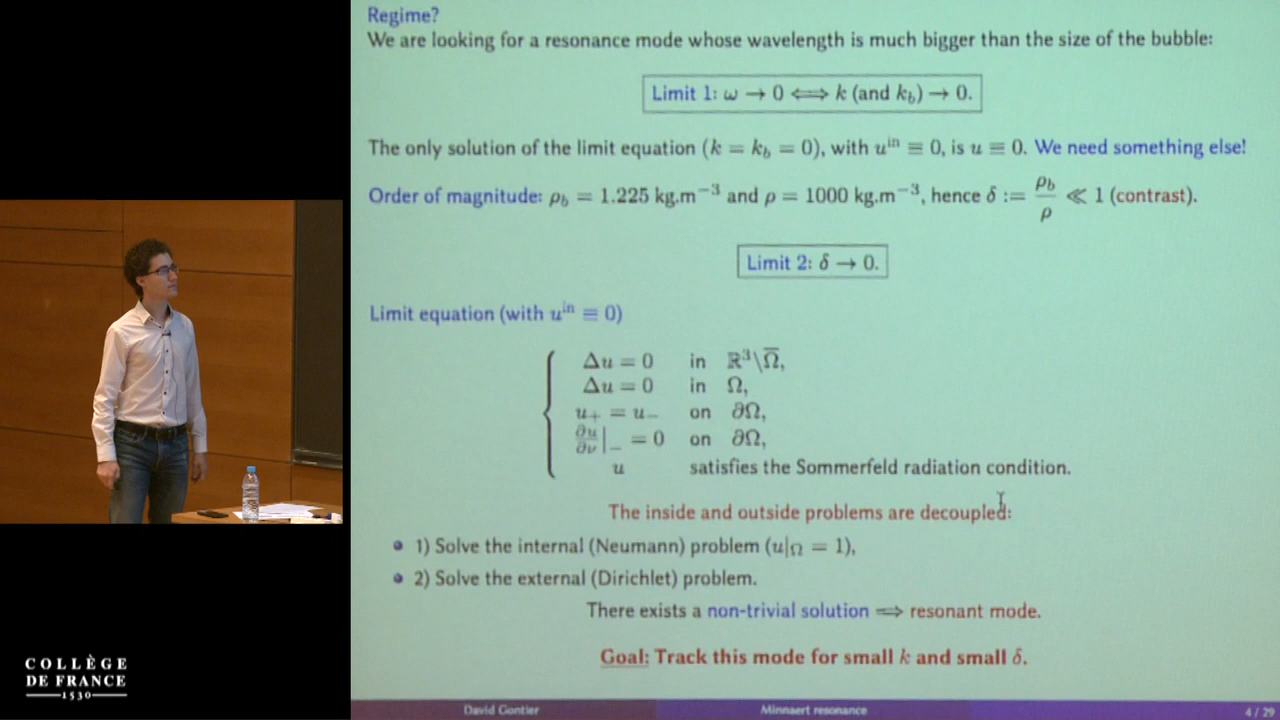 Regime?
We are looking for a resonance mode whose wavelength is much bigger than the size of the bubble:
Limit 1: ω → 0 ⟺ k (and k_b) → 0.
The only solution of the limit equation (k = k_b = 0), with u^in ≡ 0, is u ≡ 0. We need something else!
Order of magnitude: ρ_b = 1.225 kg.m^−3 and ρ = 1000 kg.m^−3, hence δ := ρ_b/ρ ≪ 1 (contrast).
Limit 2: δ → 0.
Limit equation (with u^in ≡ 0)
Δu = 0 in ℝ^3\Ω̅,
Δu = 0 in Ω,
u_+ = u_− on ∂Ω,
∂u/∂ν|_− = 0 on ∂Ω,
u satisfies the Sommerfeld radiation condition.
The inside and outside problems are decoupled:
1) Solve the internal (Neumann) problem (u|_Ω = 1),
2) Solve the external (Dirichlet) problem.
There exists a non-trivial solution ⟹ resonant mode.
Goal: Track this mode for small k and small δ.
David Gontier Minnaert resonance 4 / 29
COLLÈGE
DE FRANCE
1530